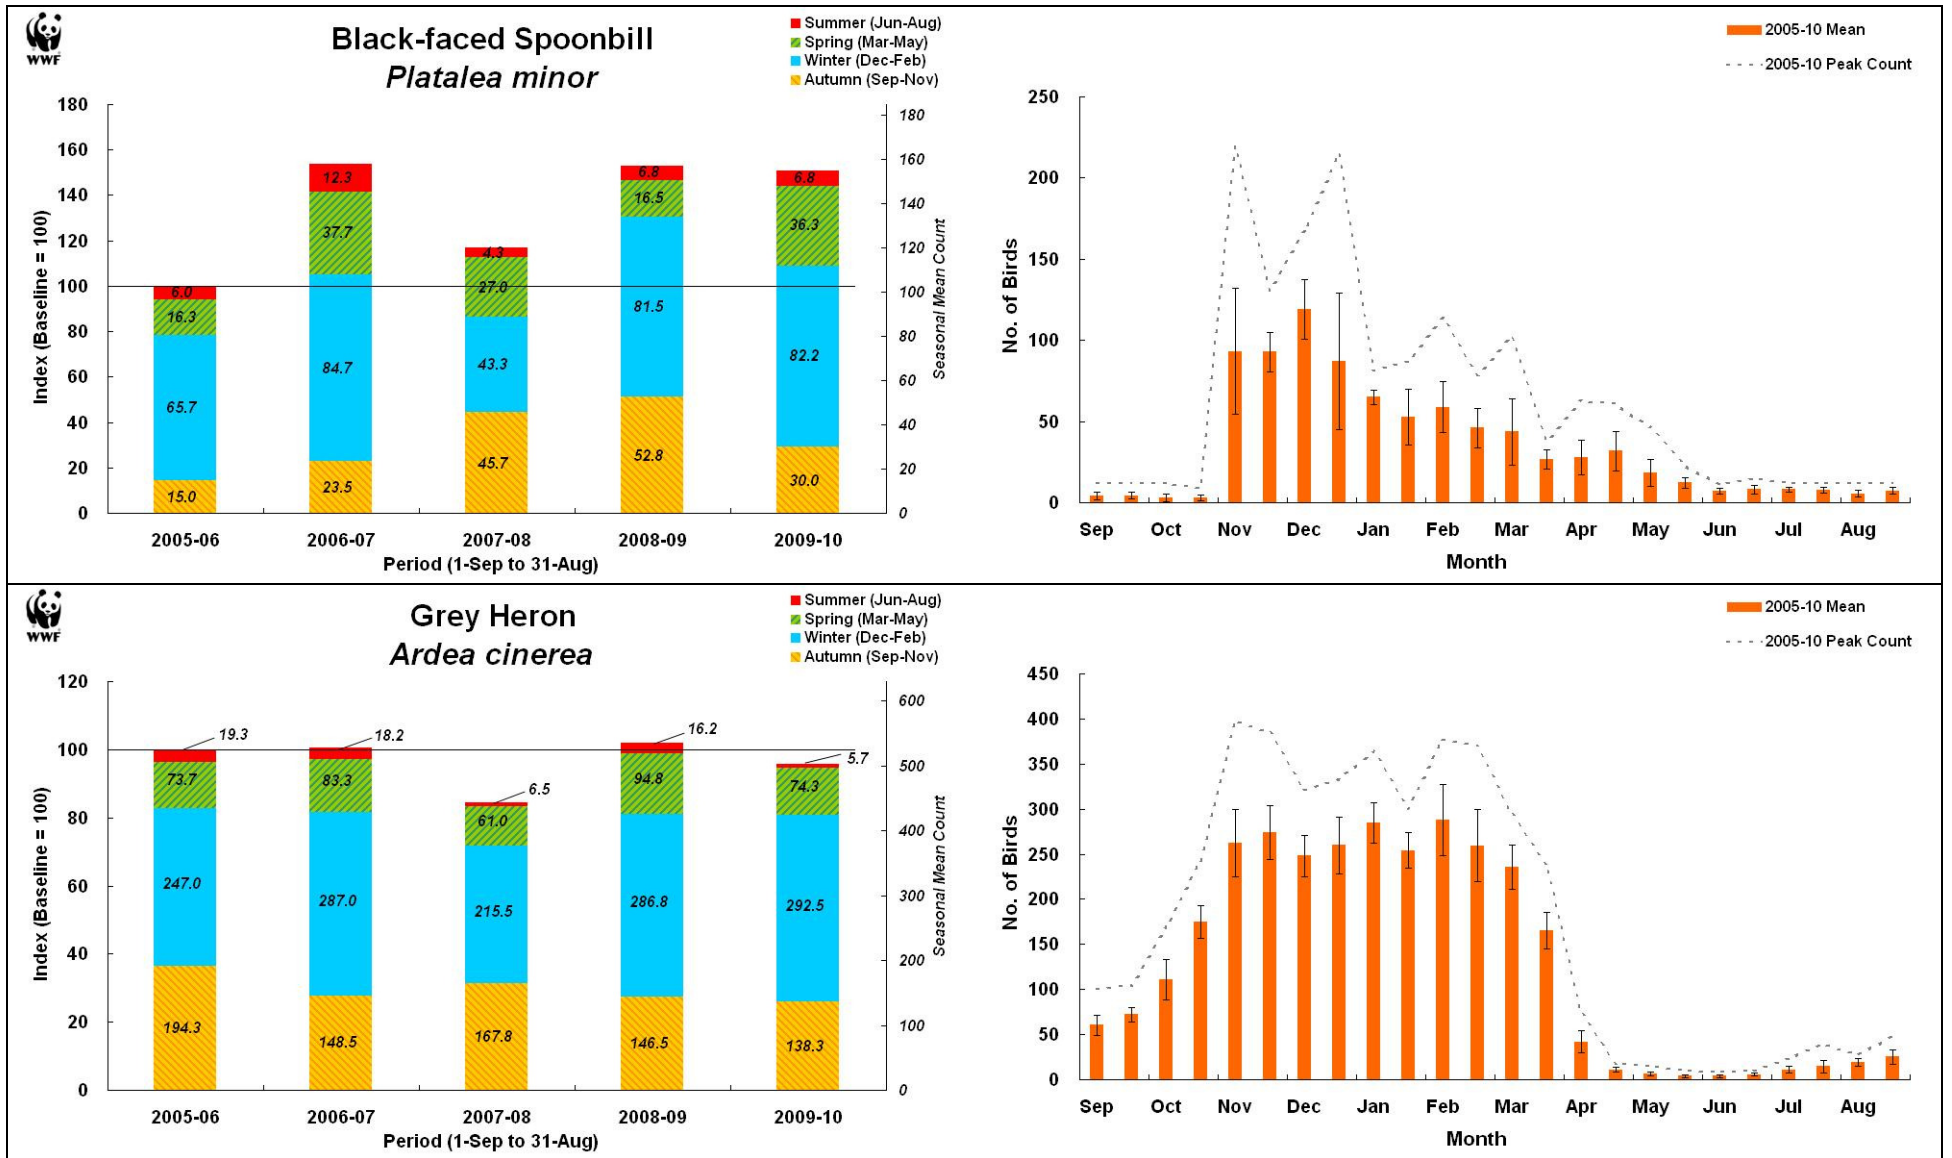 WWF
Black-faced Spoonbill
Platalea minor
Summer (Jun-Aug)
Spring (Mar-May)
Winter (Dec-Feb)
Autumn (Sep-Nov)
Index (Baseline = 100)
180
160
140
120
100
80
60
40
20
0
6.0
16.3
65.7
15.0
12.3
37.7
84.7
23.5
4.3
27.0
43.3
45.7
6.8
16.5
81.5
52.8
6.8
36.3
82.2
30.0
180
160
140
120
100
80
60
40
20
0
Seasonal Mean Count
2005-06 2006-07 2007-08 2008-09 2009-10
Period (1-Sep to 31-Aug)
2005-10 Mean
2005-10 Peak Count
No. of Birds
250
200
150
100
50
0
Sep Oct Nov Dec Jan Feb Mar Apr May Jun Jul Aug
Month
WWF
Grey Heron
Ardea cinerea
Summer (Jun-Aug)
Spring (Mar-May)
Winter (Dec-Feb)
Autumn (Sep-Nov)
Index (Baseline = 100)
120
100
80
60
40
20
0
19.3
73.7
247.0
194.3
18.2
83.3
287.0
148.5
6.5
61.0
215.5
167.8
16.2
94.8
286.8
146.5
5.7
74.3
292.5
138.3
600
500
400
300
200
100
0
Seasonal Mean Count
2005-06 2006-07 2007-08 2008-09 2009-10
Period (1-Sep to 31-Aug)
2005-10 Mean
2005-10 Peak Count
No. of Birds
450
400
350
300
250
200
150
100
50
0
Sep Oct Nov Dec Jan Feb Mar Apr May Jun Jul Aug
Month